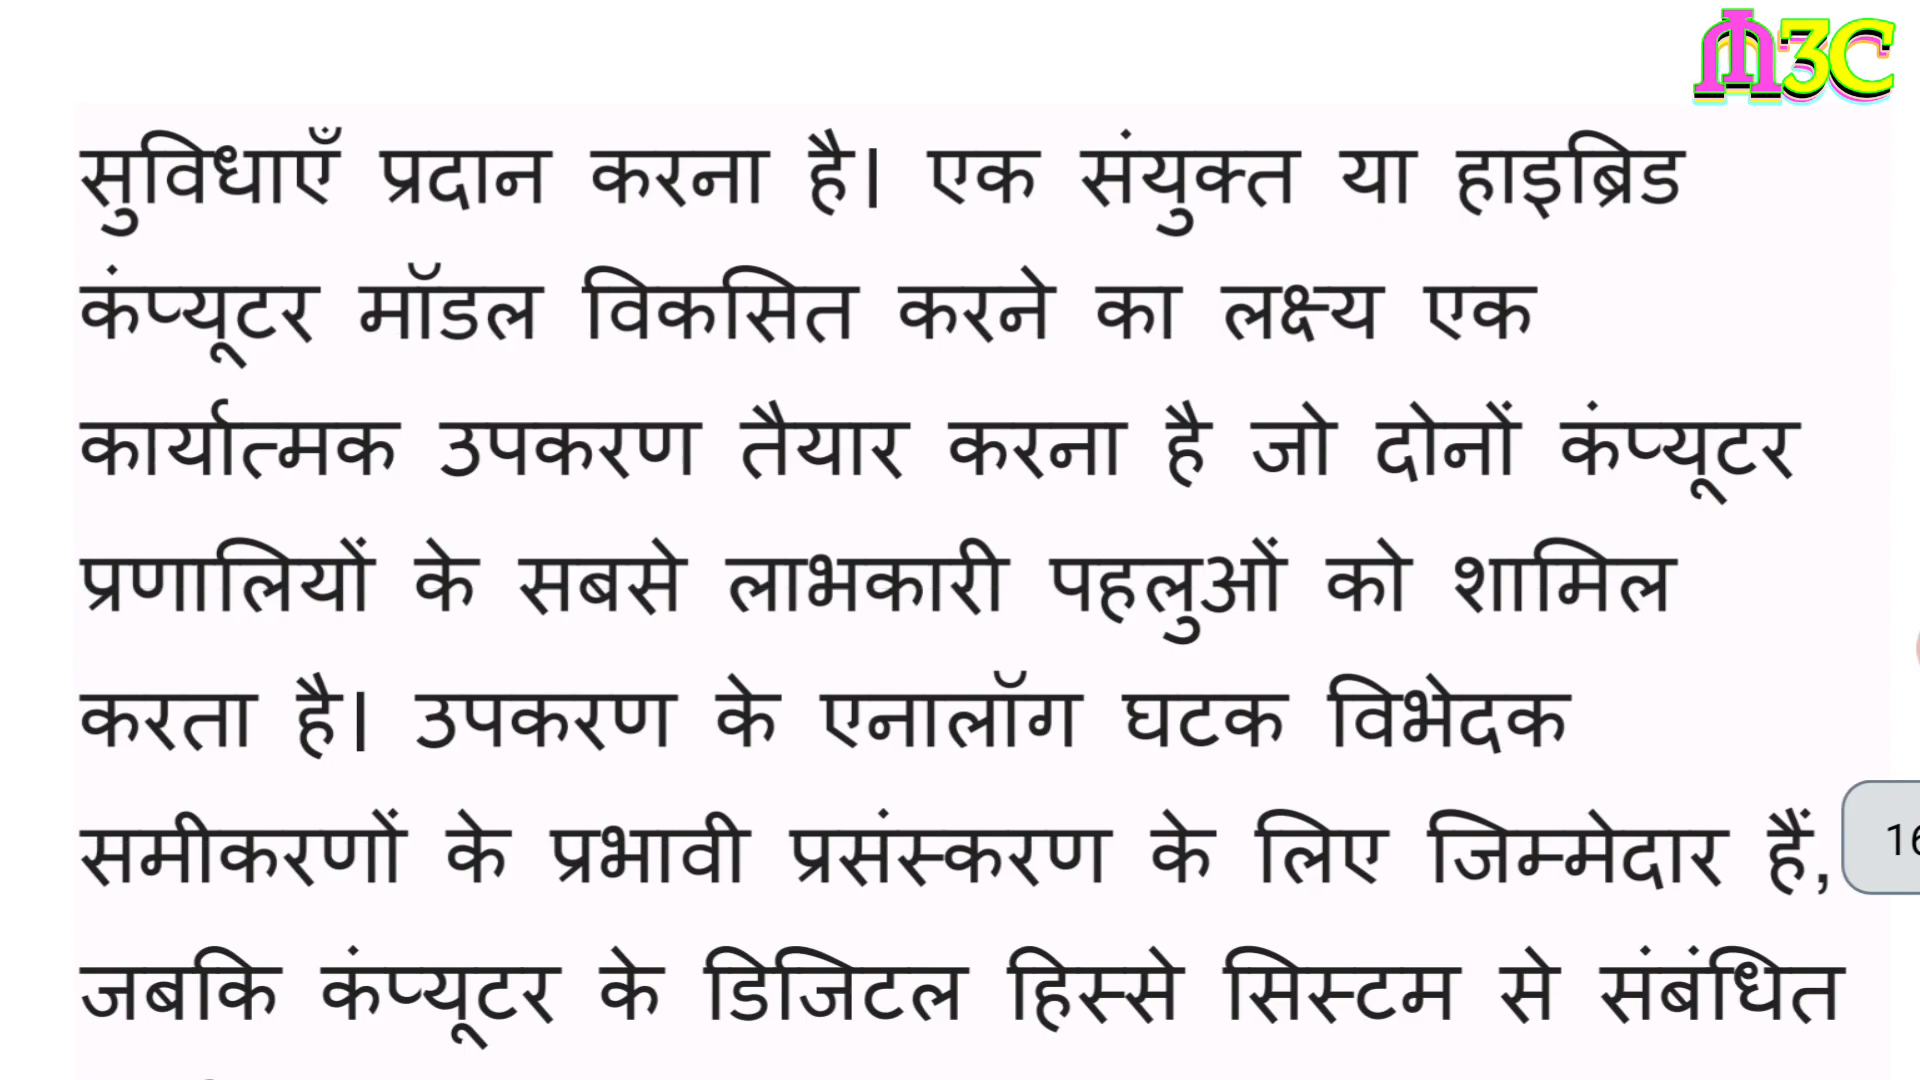 M3C
सुविधाएँ प्रदान करना है। एक संयुक्त या हाइब्रिड
कंप्यूटर मॉडल विकसित करने का लक्ष्य एक
कार्यात्मक उपकरण तैयार करना है जो दोनों कंप्यूटर
प्रणालियों के सबसे लाभकारी पहलुओं को शामिल
करता है। उपकरण के एनालॉग घटक विभेदक
समीकरणों के प्रभावी प्रसंस्करण के लिए जिम्मेदार हैं,
जबकि कंप्यूटर के डिजिटल हिस्से सिस्टम से संबंधित